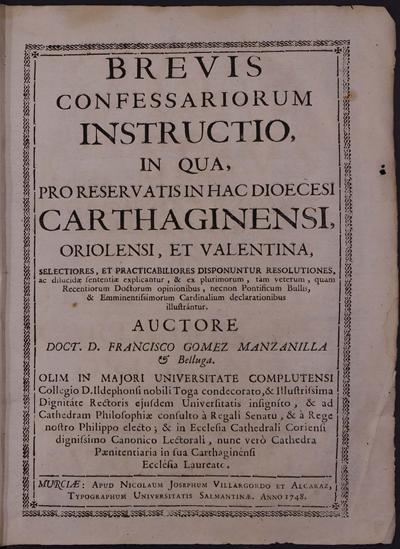 BREVIS
CONFESSARIORUM
INSTRUCTIO,
IN QUA,
PRO RESERVATIS IN HAC DIOECESI
CARTHAGINENSI,
ORIOLENSI, ET VALENTINA,
SELECTIORES, ET PRACTICABILIORES DISPONUNTUR RESOLUTIONES,
ac dilucidæ sententiæ explicantur, & ex plurimorum, tam veterum, quam
Recentiorum Doctorum opinionibus, necnon Pontificum Bullis,
& Emminentissimorum Cardinalium declarationibus
illustrántur.
AUCTORE
DOCT. D. FRANCISCO GOMEZ MANZANILLA
& Belluga.
OLIM IN MAJORI UNIVERSITATE COMPLUTENSI
Collegio D. Ildephonsi nobili Toga condecorato, & Illustrissima
Dignitate Rectoris ejusdem Universitatis insignito, & ad
Cathedram Philosophiæ consulto à Regali Senatu, & à Rege
nostro Philippo electo; & in Ecclesia Cathedrali Coriensi
dignissimo Canonico Lectorali, nunc verò Cathedra
Pænitentiaria in sua Carthaginensi
Ecclesia Laureato.
MURCIÆ: APUD NICOLAUM JOSEPHUM VILLARGORDO ET ALCARAZ,
TYPOGRAPHUM UNIVERSITATIS SALMANTINÆ. ANNO 1748.